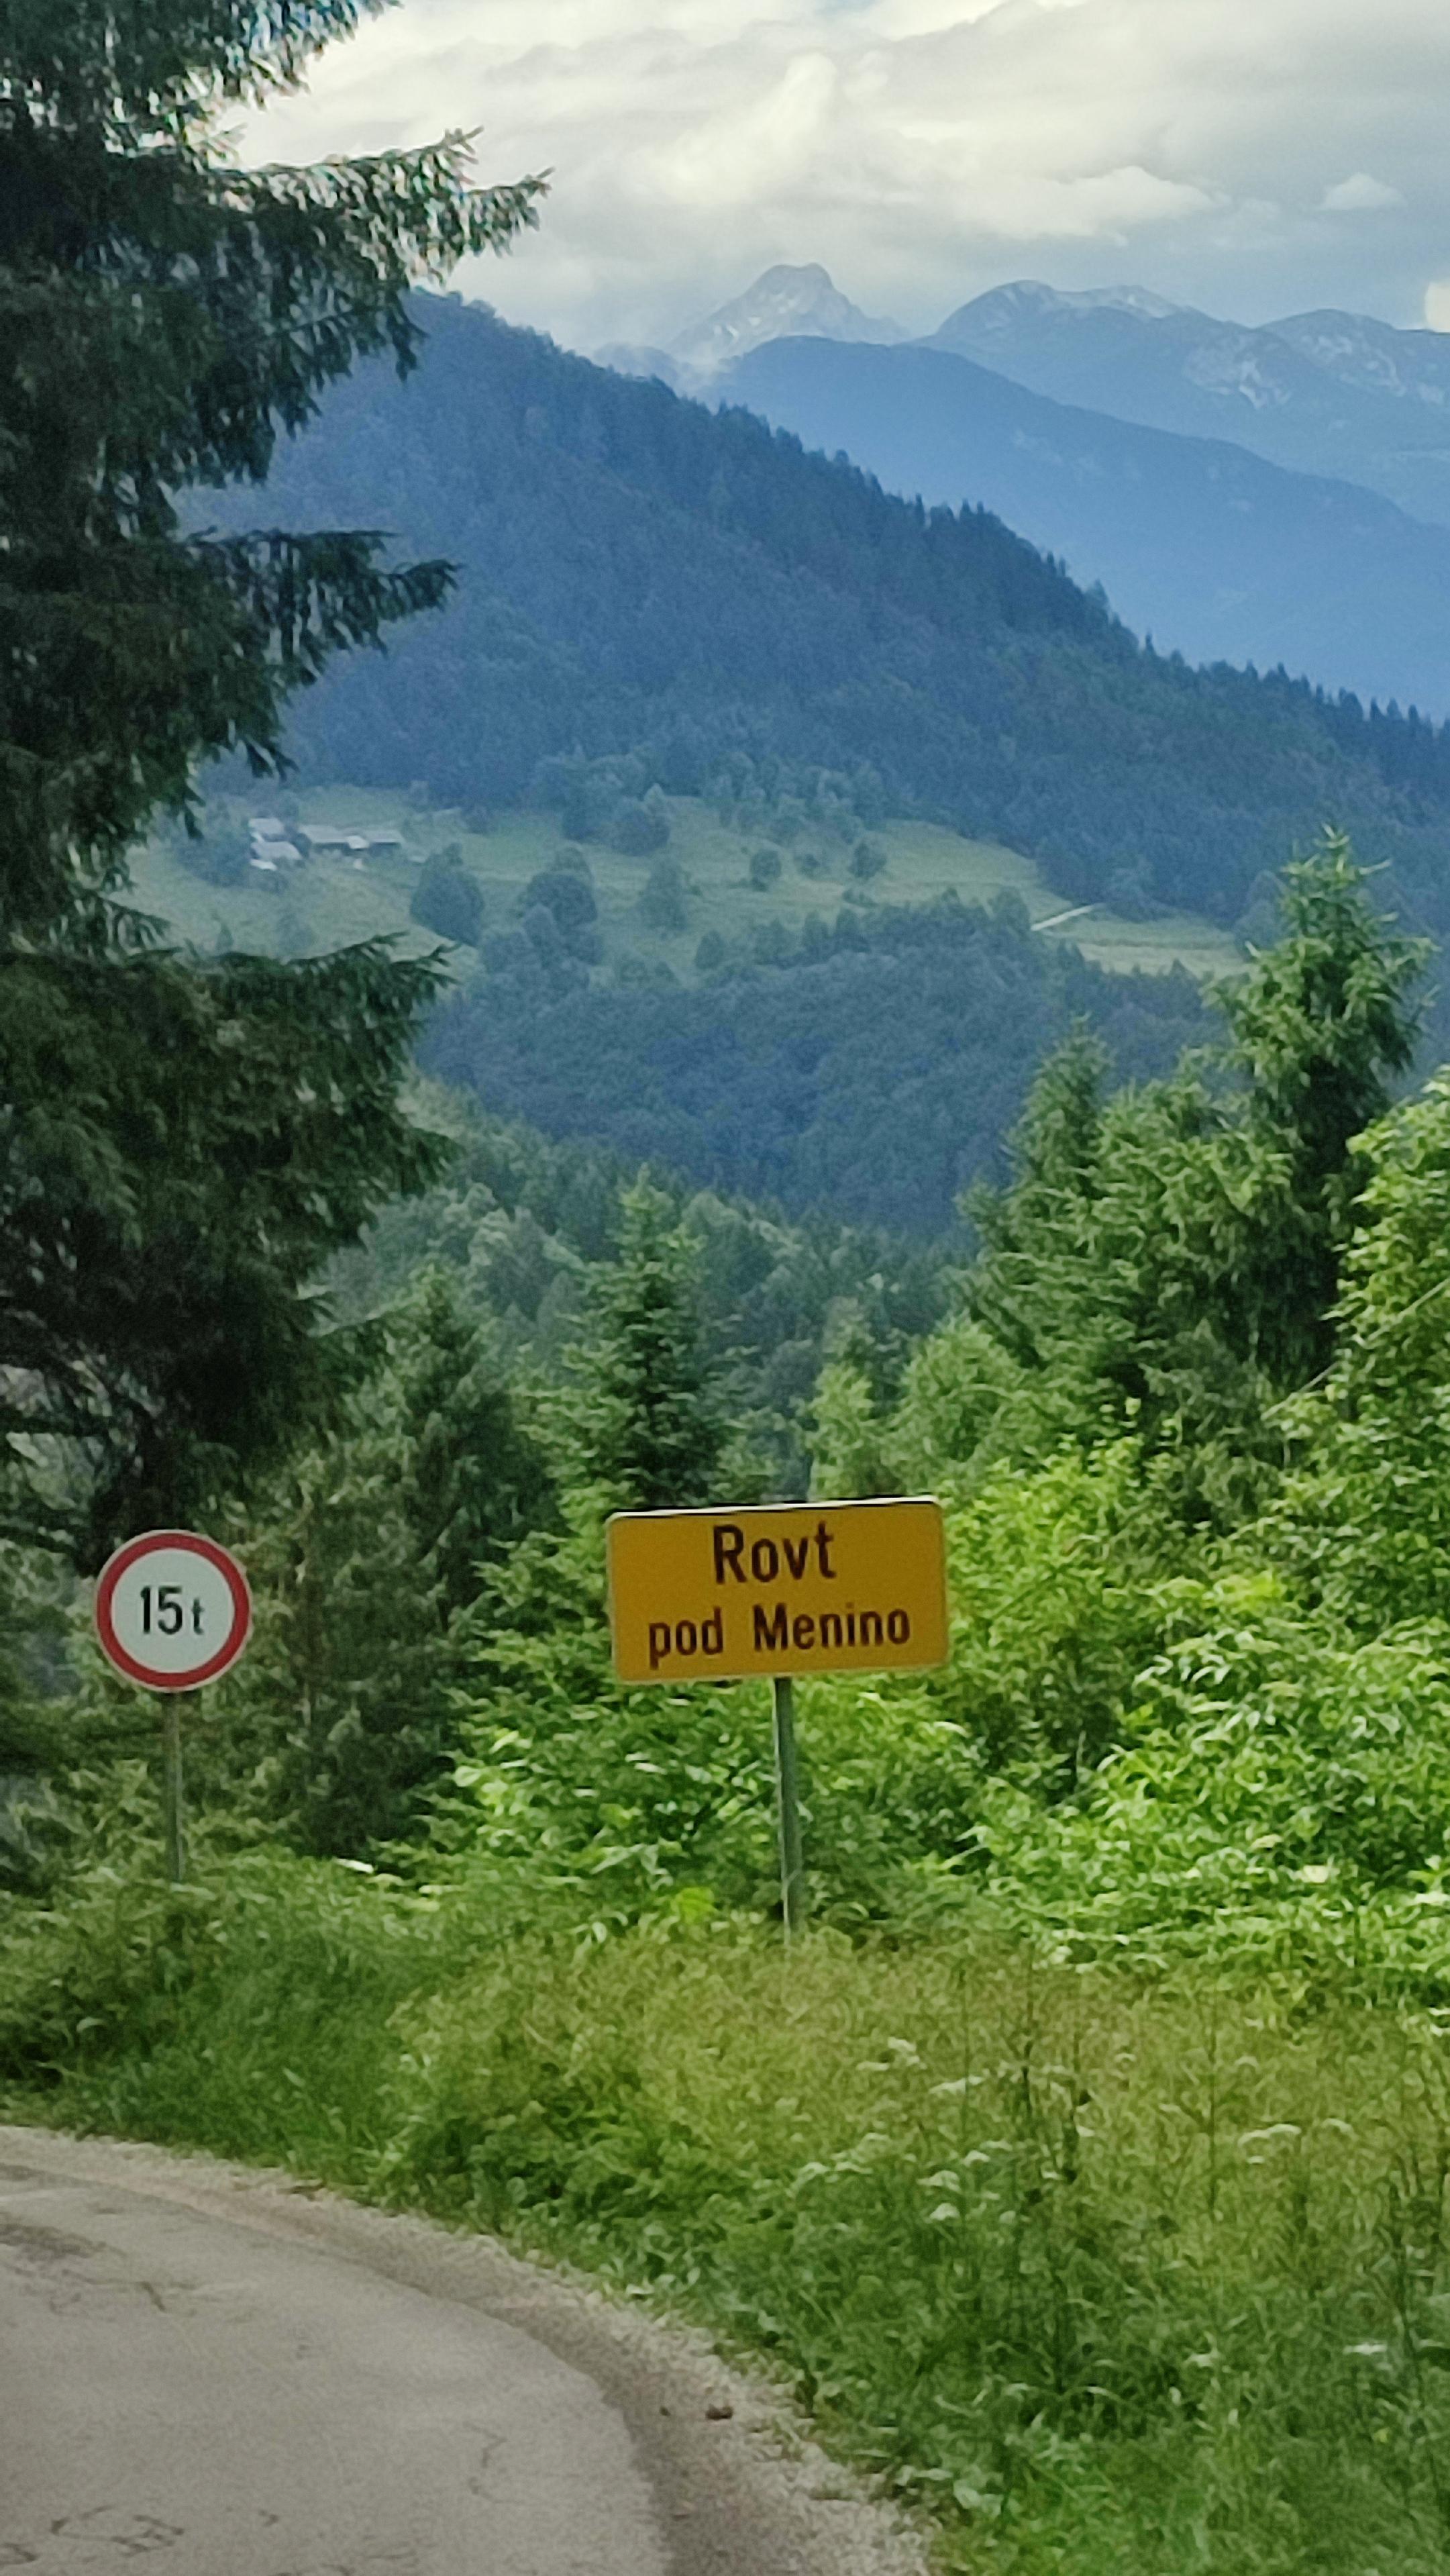 15t
Rovt
pod Menino